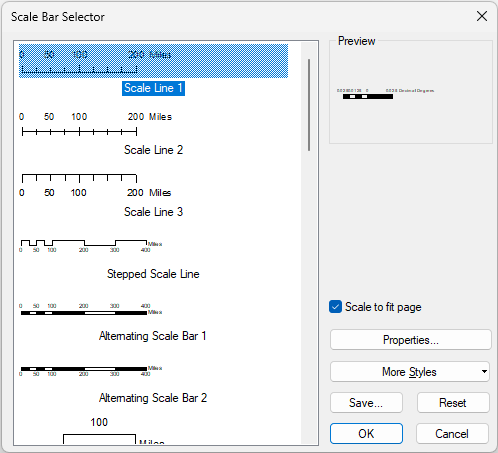 Scale Bar Selector
Preview
0 50 100 200 Miles
Scale Line 1
0 50 100 200 Miles
Scale Line 2
0 50 100 200 Miles
Scale Line 3
Miles
0 50 100 200 300 400
Stepped Scale Line
0 50 100 200 300 400
Miles
Alternating Scale Bar 1
0 50 100 200 300 400
Miles
Alternating Scale Bar 2
100
Miles
Decimal Degrees
Scale to fit page
Properties...
More Styles
Save...
Reset
OK
Cancel